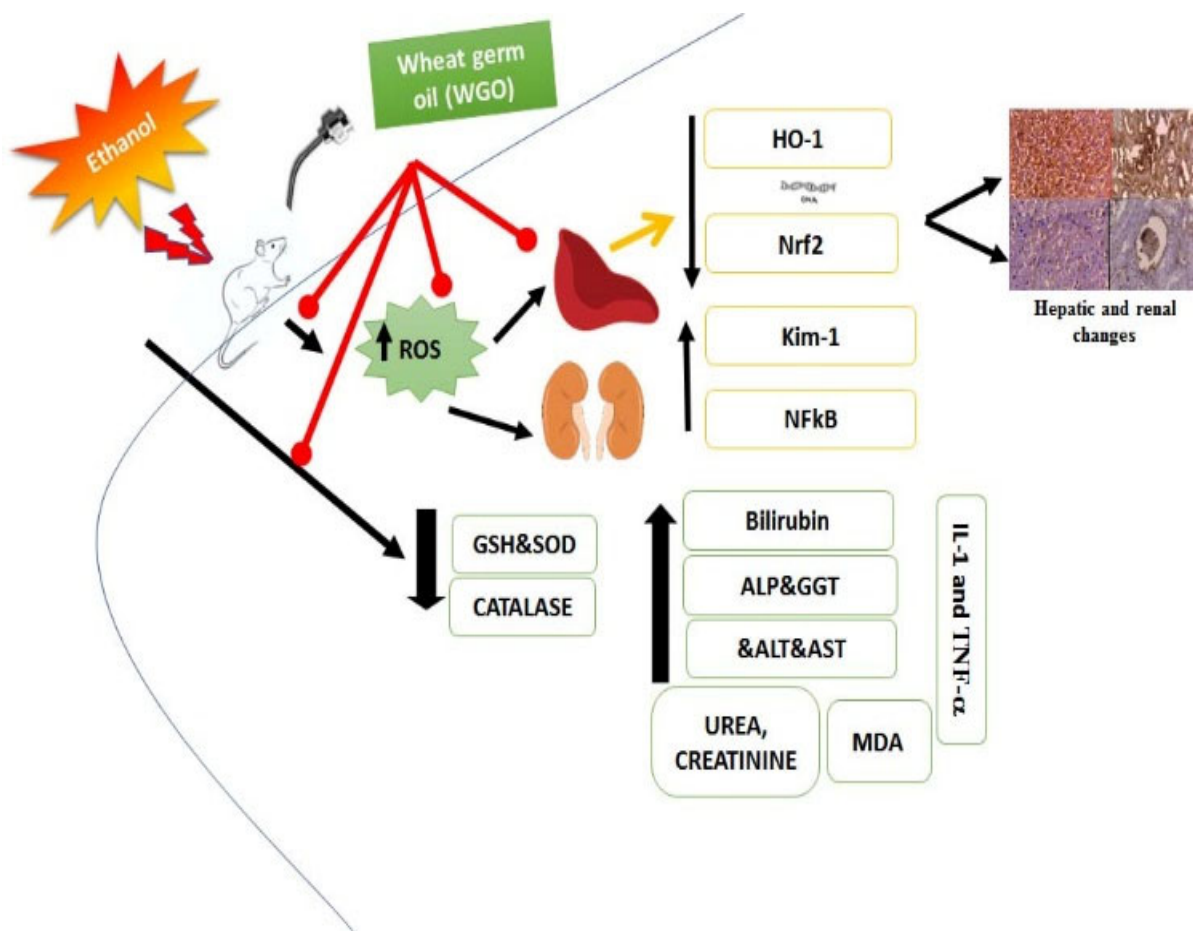 Wheat germ
oil (WGO)
Ethanol
HO-1
DNA
Nrf2
ROS
Kim-1
NFkB
Hepatic and renal
changes
GSH&SOD
CATALASE
Bilirubin
ALP&GGT
&ALT&AST
UREA,
CREATININE
MDA
IL-1 and TNF-α